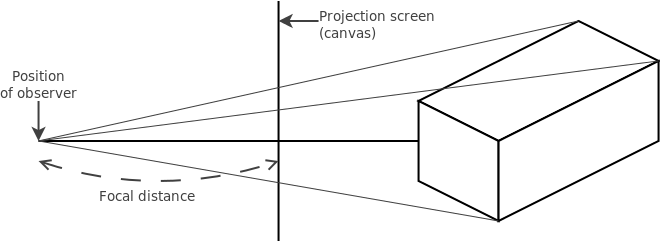 Projection screen
(canvas)
Position
of observer
Focal distance